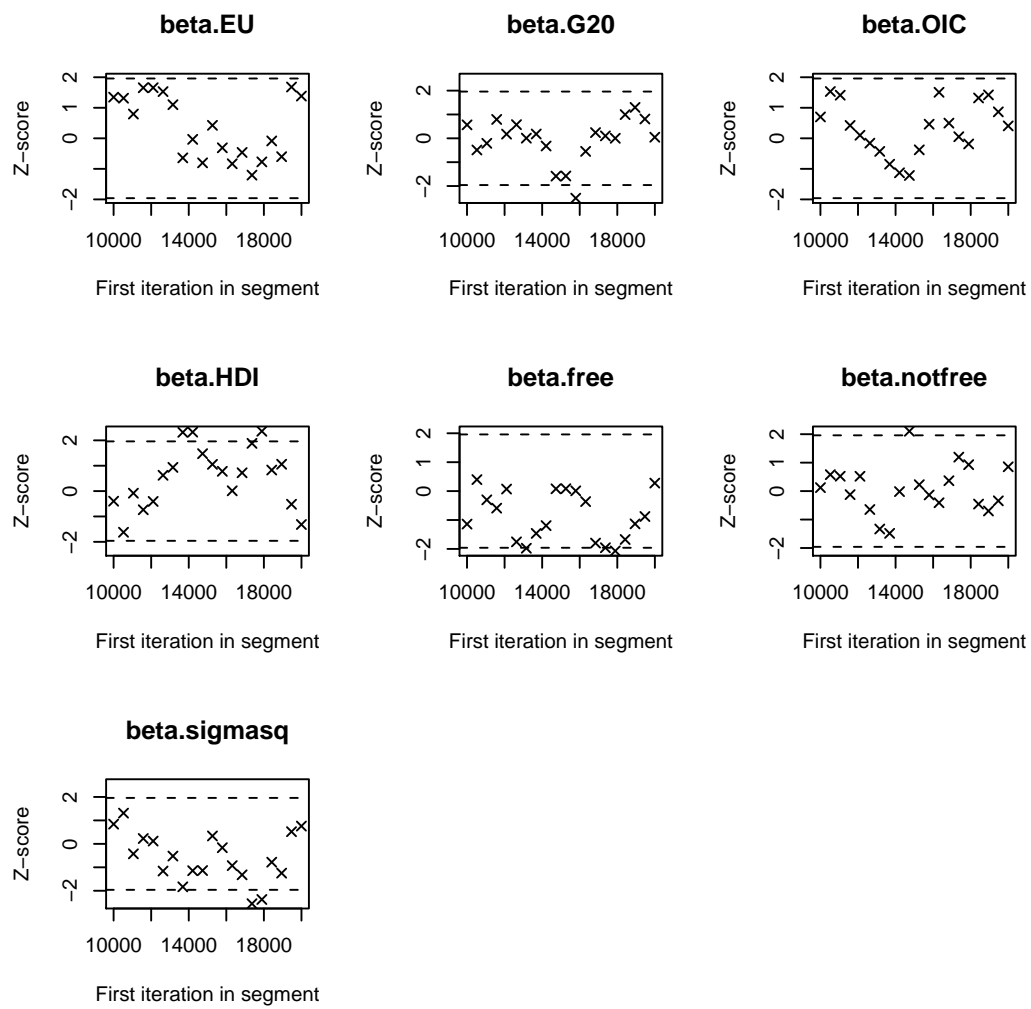 beta.EU
Z−score
2
1
0
−2
10000 14000 18000
First iteration in segment
beta.G20
Z−score
2
0
−2
10000 14000 18000
First iteration in segment
beta.OIC
Z−score
2
1
0
−2
10000 14000 18000
First iteration in segment
beta.HDI
Z−score
2
0
−2
10000 14000 18000
First iteration in segment
beta.free
Z−score
2
1
0
−2
10000 14000 18000
First iteration in segment
beta.notfree
Z−score
2
1
0
−2
10000 14000 18000
First iteration in segment
beta.sigmasq
Z−score
2
0
−2
10000 14000 18000
First iteration in segment